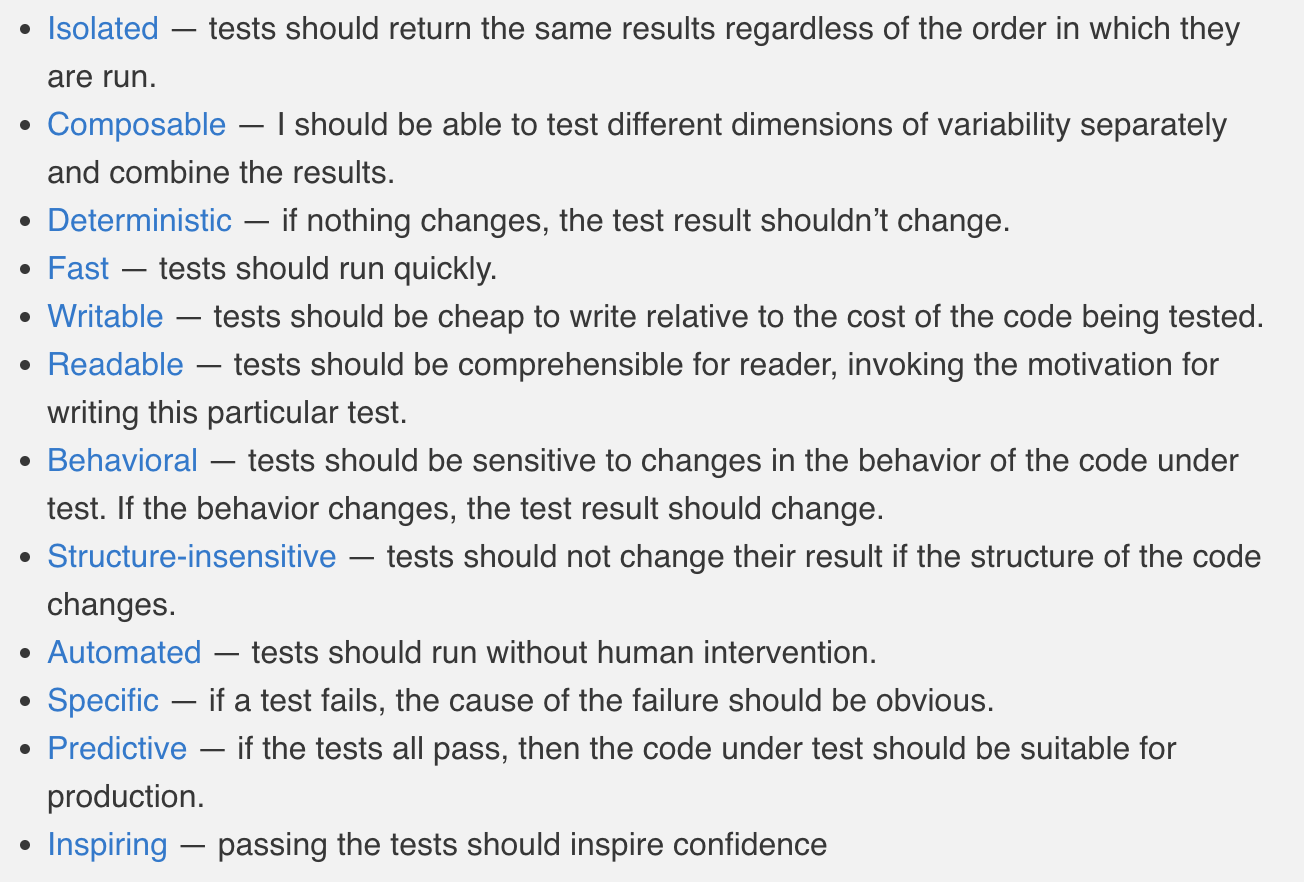 • Isolated — tests should return the same results regardless of the order in which they
are run.
• Composable — I should be able to test different dimensions of variability separately
and combine the results.
• Deterministic — if nothing changes, the test result shouldn’t change.
• Fast — tests should run quickly.
• Writable — tests should be cheap to write relative to the cost of the code being tested.
• Readable — tests should be comprehensible for reader, invoking the motivation for
writing this particular test.
• Behavioral — tests should be sensitive to changes in the behavior of the code under
test. If the behavior changes, the test result should change.
• Structure-insensitive — tests should not change their result if the structure of the code
changes.
• Automated — tests should run without human intervention.
• Specific — if a test fails, the cause of the failure should be obvious.
• Predictive — if the tests all pass, then the code under test should be suitable for
production.
• Inspiring — passing the tests should inspire confidence